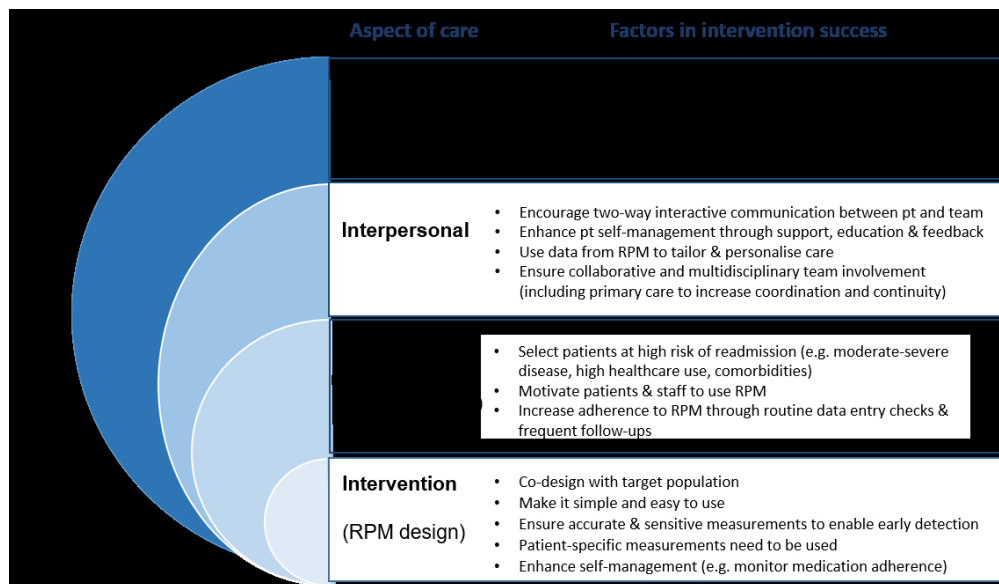 Aspect of care
Factors in intervention success
Interpersonal
• Encourage two-way interactive communication between pt and team
• Enhance pt self-management through support, education & feedback
• Use data from RPM to tailor & personalise care
• Ensure collaborative and multidisciplinary team involvement
(including primary care to increase coordination and continuity)
• Select patients at high risk of readmission (e.g. moderate-severe
disease, high healthcare use, comorbidities)
• Motivate patients & staff to use RPM
• Increase adherence to RPM through routine data entry checks &
frequent follow-ups
Intervention
(RPM design)
• Co-design with target population
• Make it simple and easy to use
• Ensure accurate & sensitive measurements to enable early detection
• Patient-specific measurements need to be used
• Enhance self-management (e.g. monitor medication adherence)